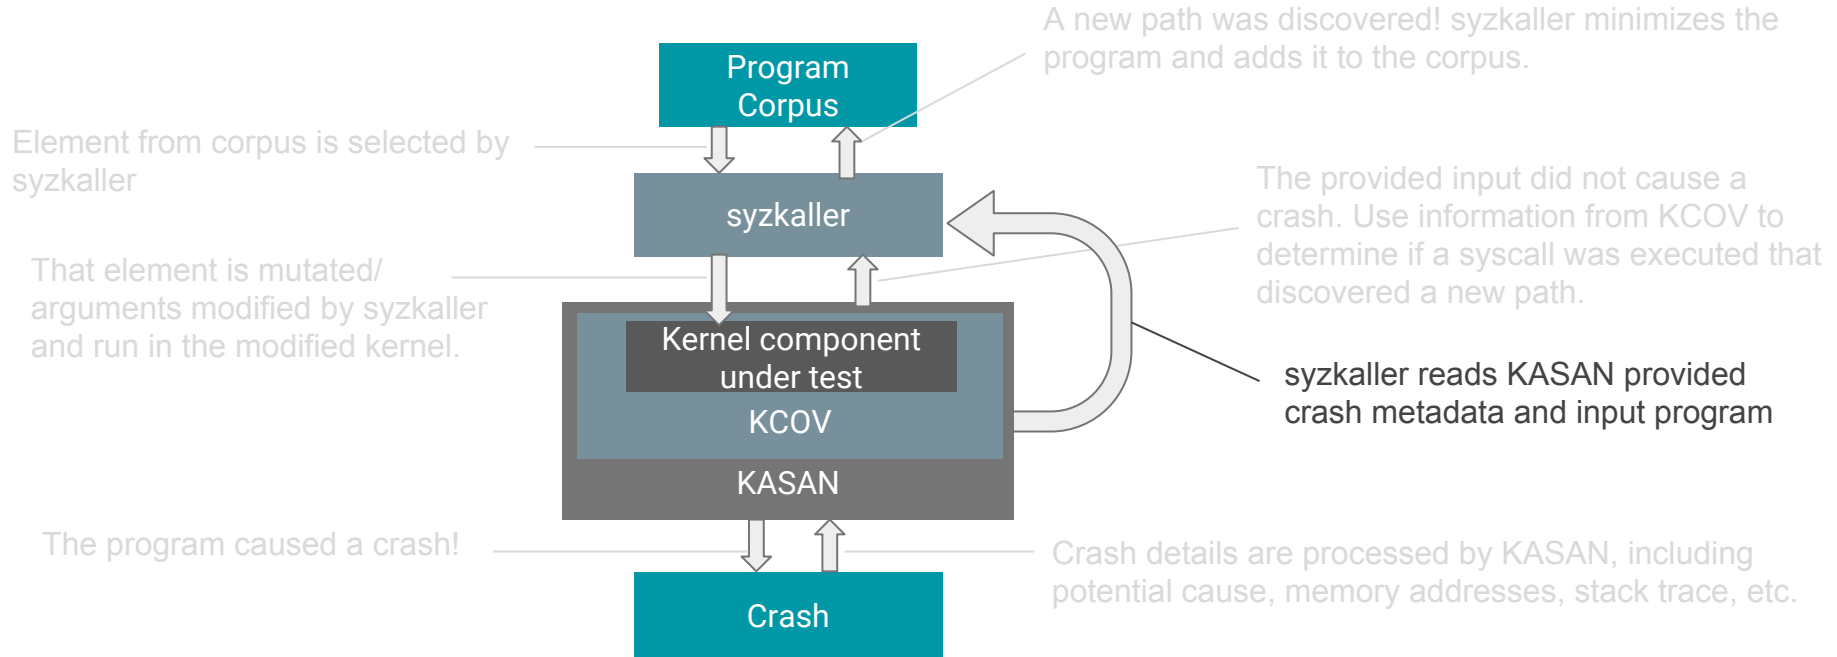 A new path was discovered! syzkaller minimizes the
program and adds it to the corpus.
Program
Corpus
Element from corpus is selected by
syzkaller
The provided input did not cause a
crash. Use information from KCOV to
determine if a syscall was executed that
discovered a new path.
syzkaller
That element is mutated/
arguments modified by syzkaller
and run in the modified kernel.
Kernel component
under test
syzkaller reads KASAN provided
crash metadata and input program
KCOV
KASAN
The program caused a crash!
Crash details are processed by KASAN, including
potential cause, memory addresses, stack trace, etc.
Crash